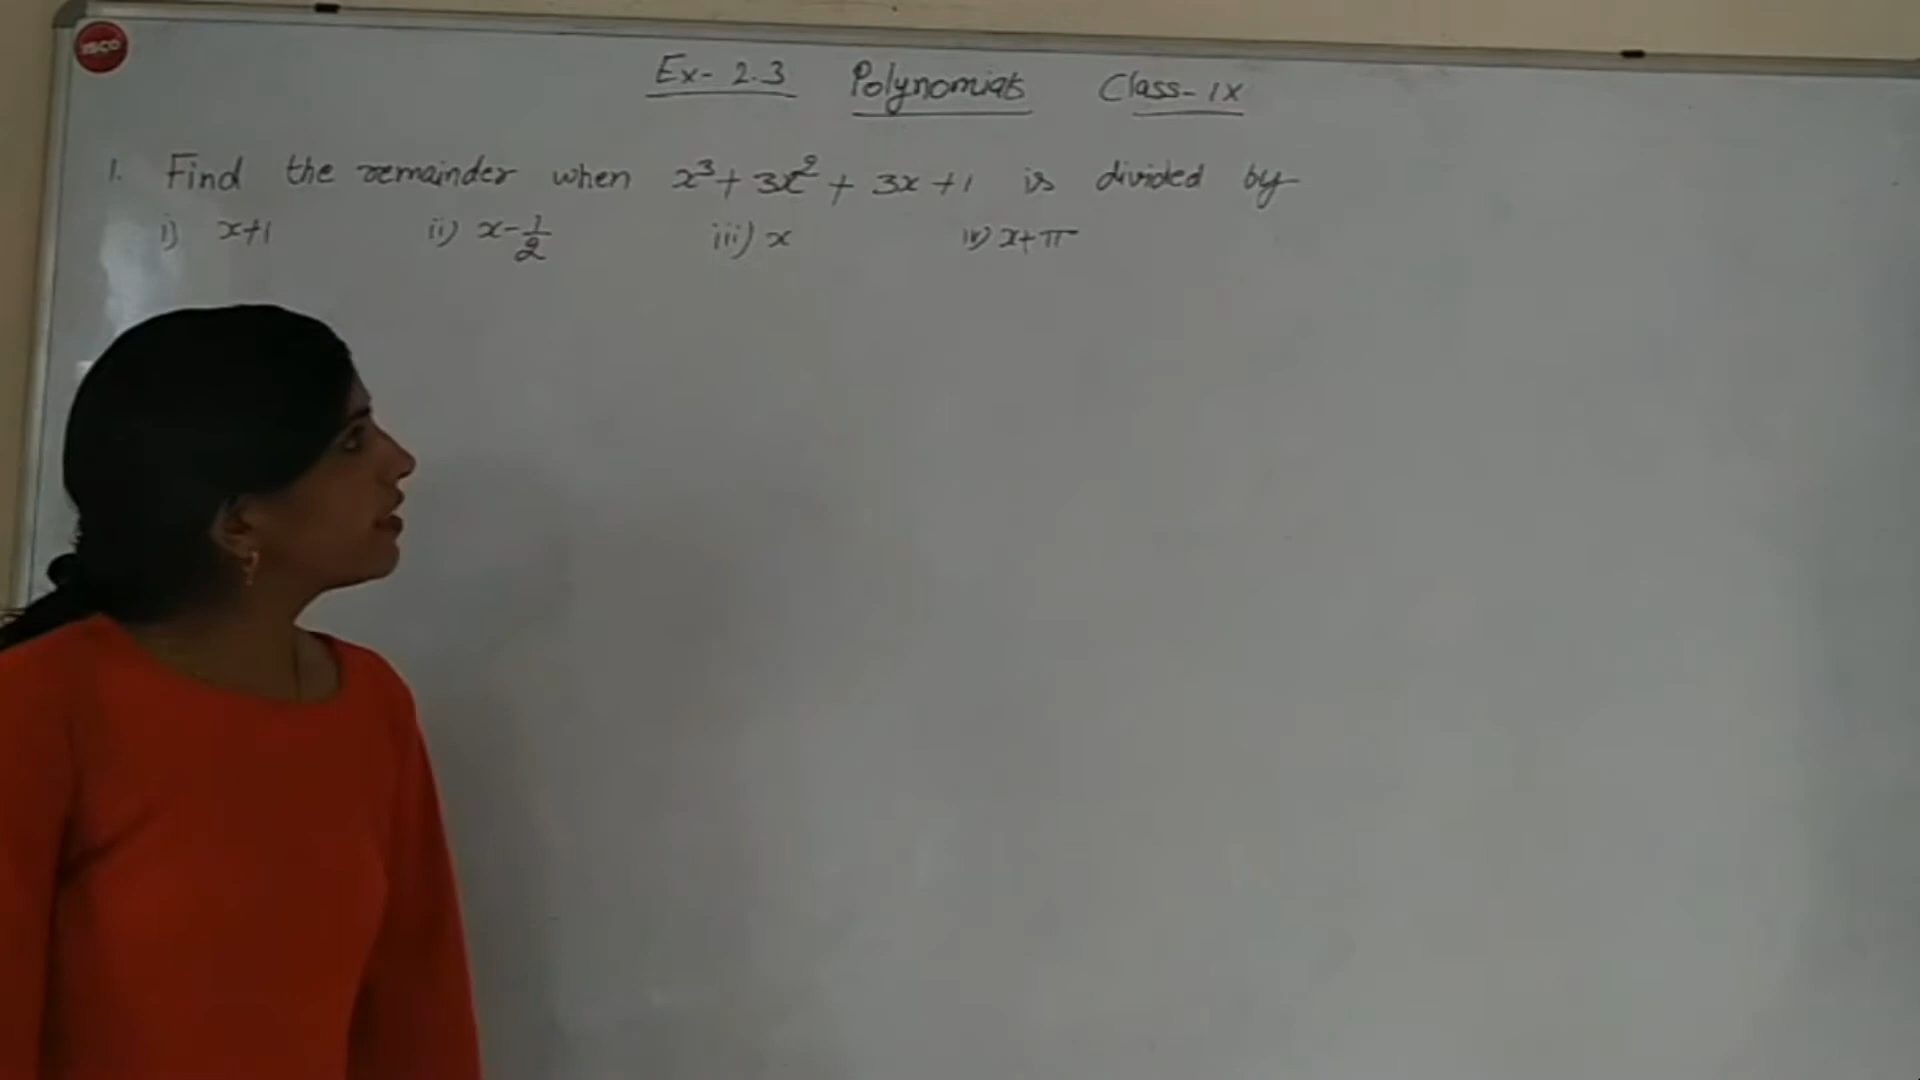 ISCO
Ex- 2.3 Polynomials Class- IX
1. Find the remainder when x³ + 3x² + 3x + 1 is divided by
i) x+1 ii) x - 1/2 iii) x iv) x + π